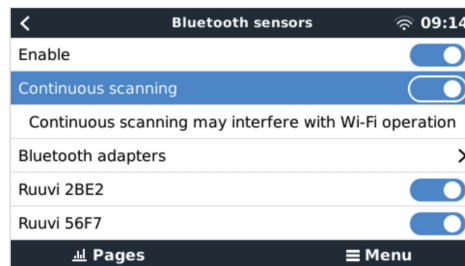 Bluetooth sensors 09:14
Enable
Continuous scanning
Continuous scanning may interfere with Wi-Fi operation
Bluetooth adapters
Ruuvi 2BE2
Ruuvi 56F7
Pages Menu